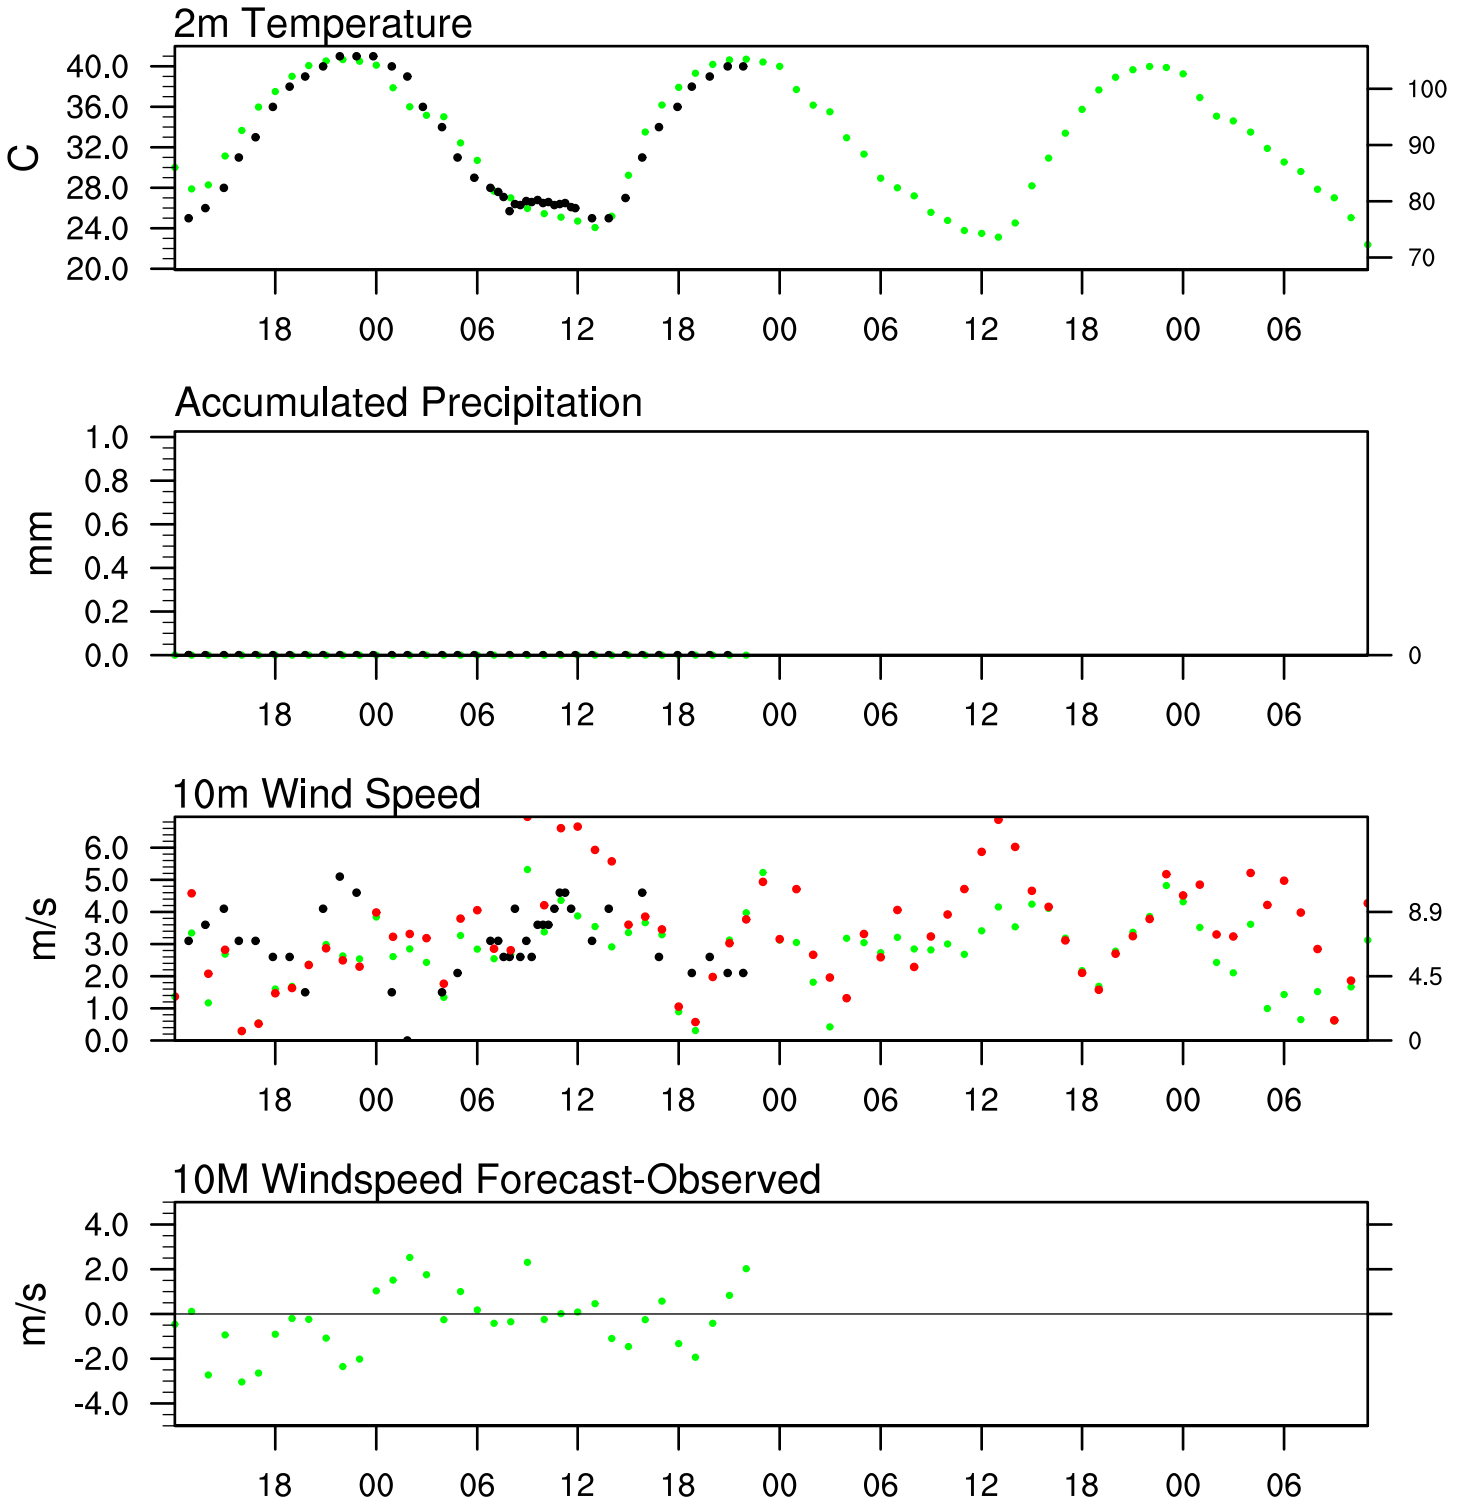 2m Temperature
40.0
36.0
32.0
28.0
24.0
20.0
C
100
90
80
70
18 00 06 12 18 00 06 12 18 00 06
Accumulated Precipitation
1.0
0.8
0.6
0.4
0.2
0.0
mm
0
18 00 06 12 18 00 06 12 18 00 06
10m Wind Speed
6.0
5.0
4.0
3.0
2.0
1.0
0.0
m/s
8.9
4.5
0
18 00 06 12 18 00 06 12 18 00 06
10M Windspeed Forecast-Observed
4.0
2.0
0.0
-2.0
-4.0
m/s
18 00 06 12 18 00 06 12 18 00 06